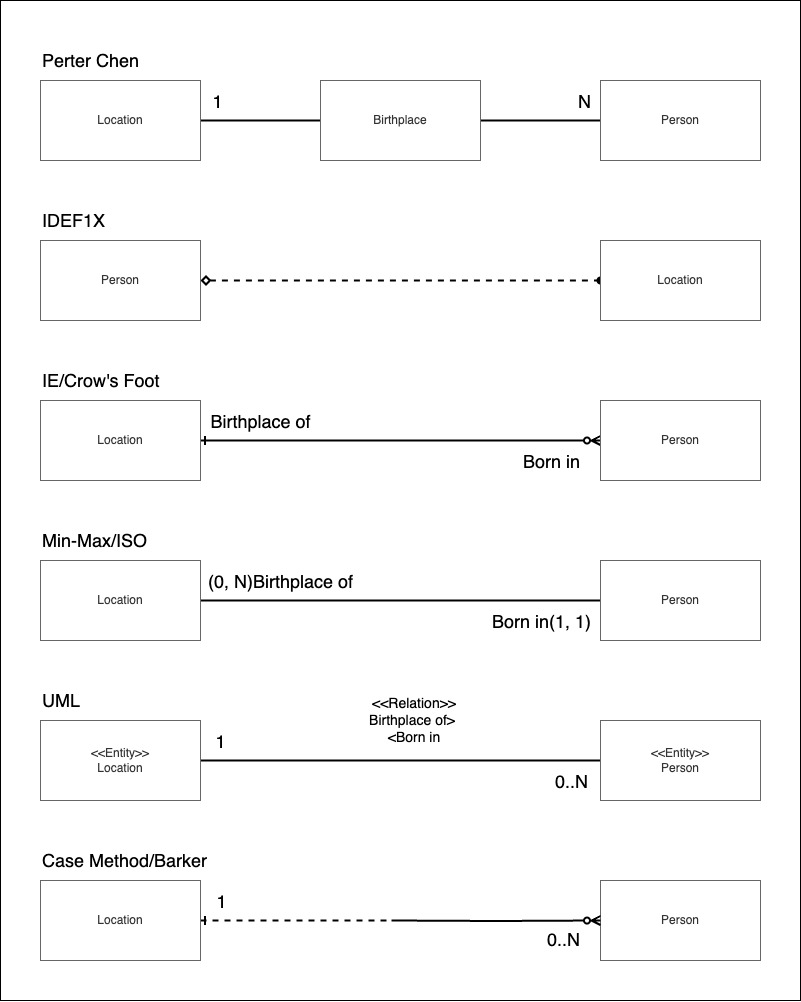 Perter Chen
Location
1
Birthplace
N
Person
IDEF1X
Person
Location
IE/Crow's Foot
Location
Birthplace of
Born in
Person
Min-Max/ISO
Location
(0, N)Birthplace of
Born in(1, 1)
Person
UML
<<Entity>>
Location
1
<<Relation>>
Birthplace of>
<Born in
0..N
<<Entity>>
Person
Case Method/Barker
Location
1
0..N
Person